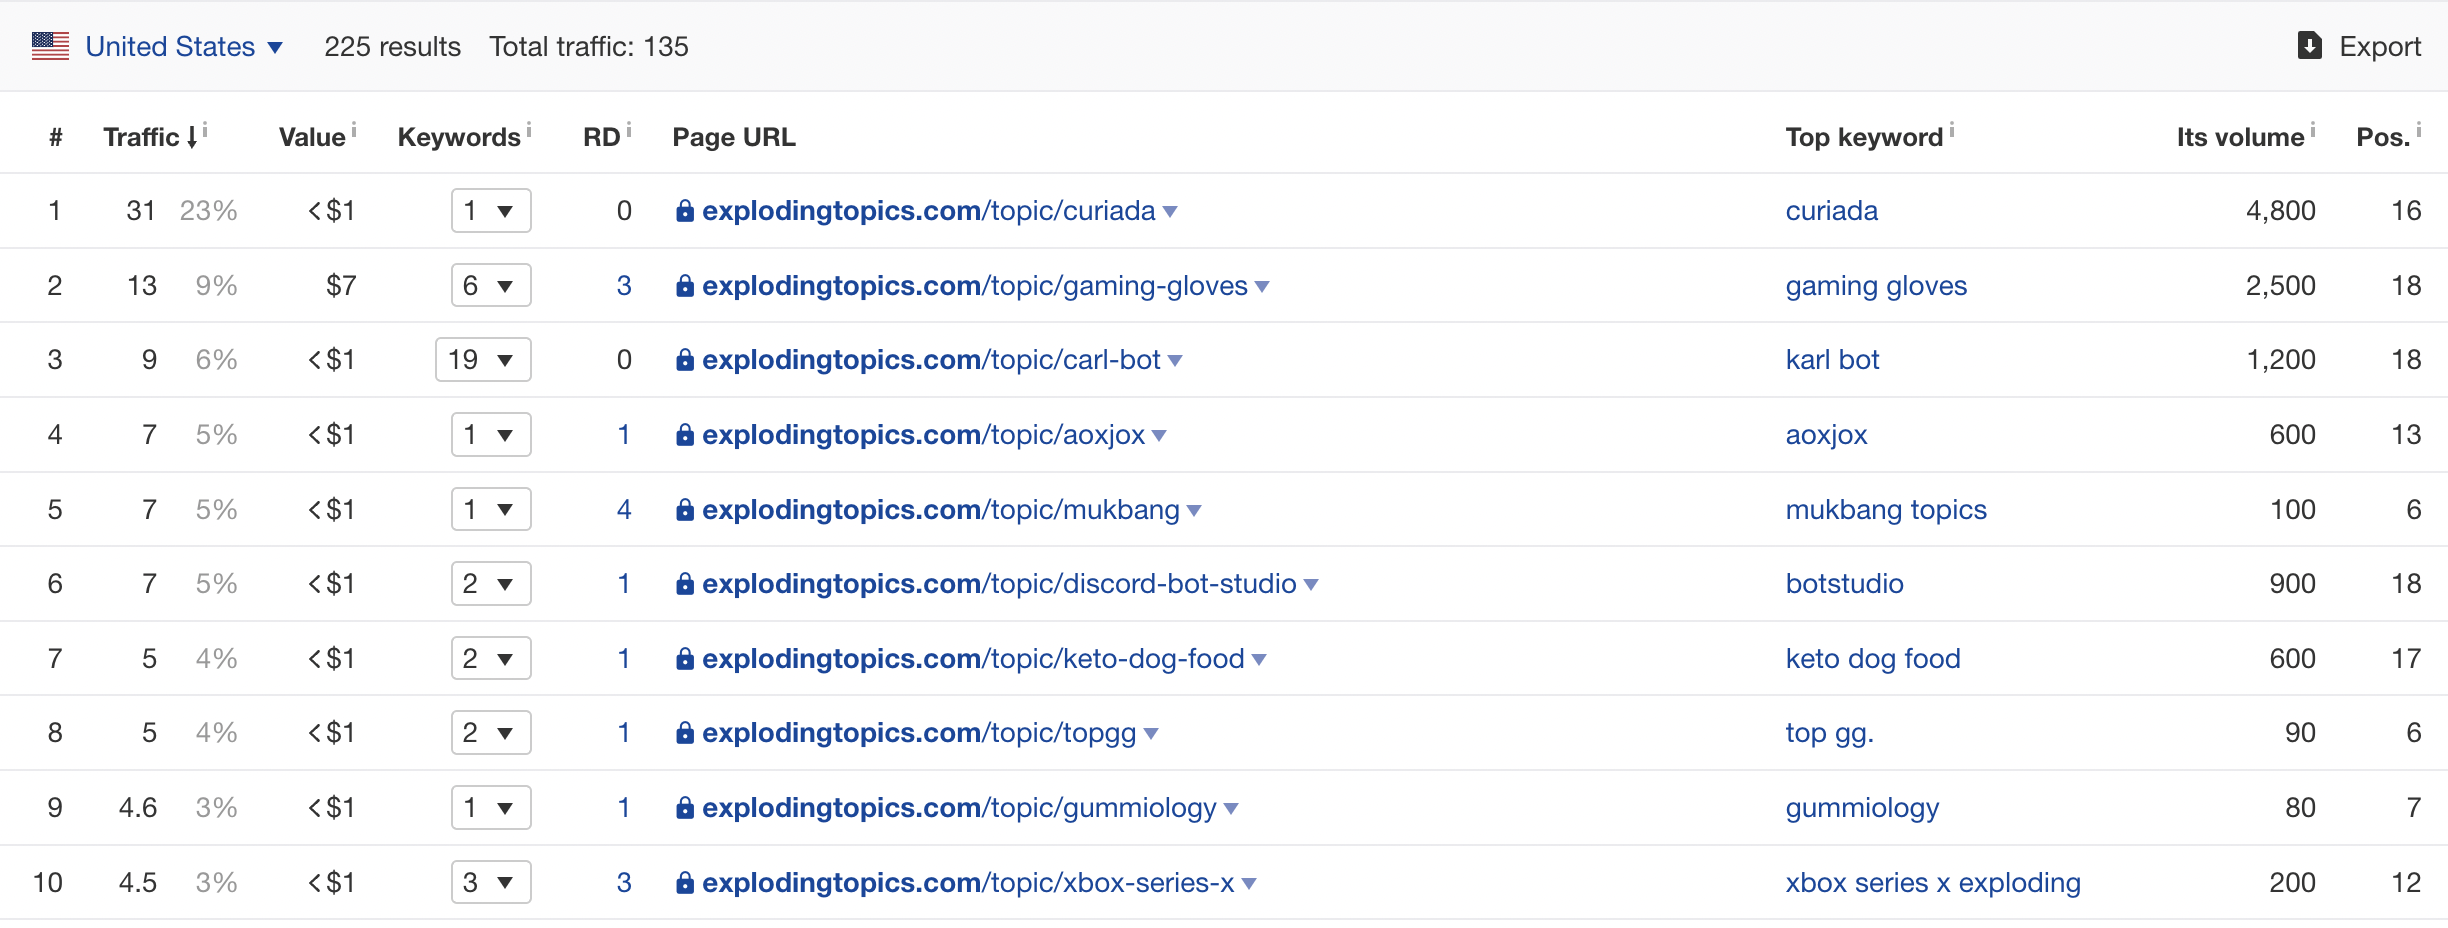 United States ▼ 225 results Total traffic: 135 Export
# Traffic ↓ i Value i Keywords i RD i Page URL Top keyword i Its volume i Pos. i
1 31 23% <$1 1 ▼ 0 explodingtopics.com/topic/curiada ▼ curiada 4,800 16
2 13 9% $7 6 ▼ 3 explodingtopics.com/topic/gaming-gloves ▼ gaming gloves 2,500 18
3 9 6% <$1 19 ▼ 0 explodingtopics.com/topic/carl-bot ▼ karl bot 1,200 18
4 7 5% <$1 1 ▼ 1 explodingtopics.com/topic/aoxjox ▼ aoxjox 600 13
5 7 5% <$1 1 ▼ 4 explodingtopics.com/topic/mukbang ▼ mukbang topics 100 6
6 7 5% <$1 2 ▼ 1 explodingtopics.com/topic/discord-bot-studio ▼ botstudio 900 18
7 5 4% <$1 2 ▼ 1 explodingtopics.com/topic/keto-dog-food ▼ keto dog food 600 17
8 5 4% <$1 2 ▼ 1 explodingtopics.com/topic/topgg ▼ top gg. 90 6
9 4.6 3% <$1 1 ▼ 1 explodingtopics.com/topic/gummiology ▼ gummiology 80 7
10 4.5 3% <$1 3 ▼ 3 explodingtopics.com/topic/xbox-series-x ▼ xbox series x exploding 200 12